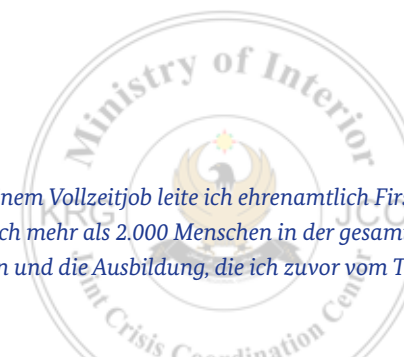 Ministry of Interior
nem Vollzeitjob leite ich ehrenamtlich Firs
KRG JCC
ch mehr als 2.000 Menschen in der gesam
n und die Ausbildung, die ich zuvor vom T
Joint Crisis Coordination Center